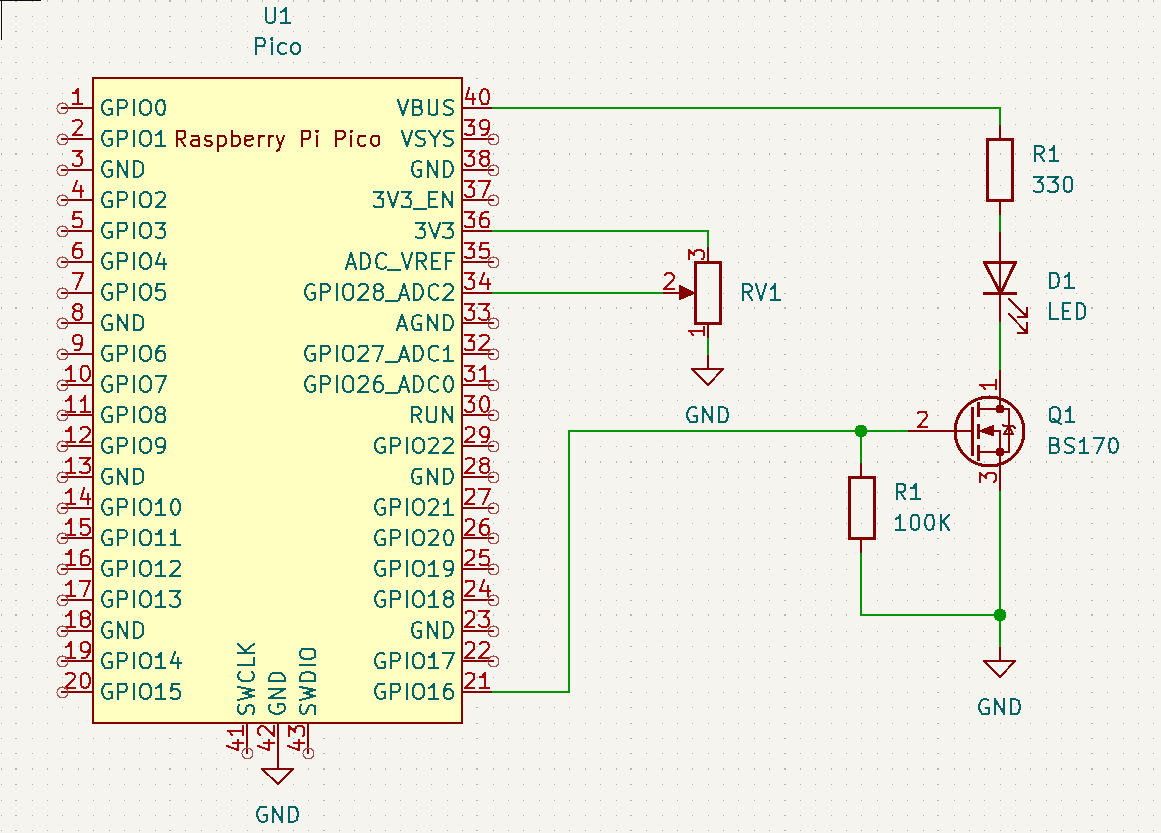 U1
Pico
1 GPIO0 VBUS 40
2 GPIO1 Raspberry Pi Pico VSYS 39
3 GND GND 38
4 GPIO2 3V3_EN 37
5 GPIO3 3V3 36
6 GPIO4 ADC_VREF 35
7 GPIO5 GPIO28_ADC2 34
8 GND AGND 33
9 GPIO6 GPIO27_ADC1 32
10 GPIO7 GPIO26_ADC0 31
11 GPIO8 RUN 30
12 GPIO9 GPIO22 29
13 GND GND 28
14 GPIO10 GPIO21 27
15 GPIO11 GPIO20 26
16 GPIO12 GPIO19 25
17 GPIO13 GPIO18 24
18 GND GND 23
19 GPIO14 GPIO17 22
20 GPIO15 GPIO16 21
SWCLK
GND
SWDIO
41
42
43
GND
3
2
RV1
1
GND
R1
330
D1
LED
1
2
Q1
BS170
3
R1
100K
GND